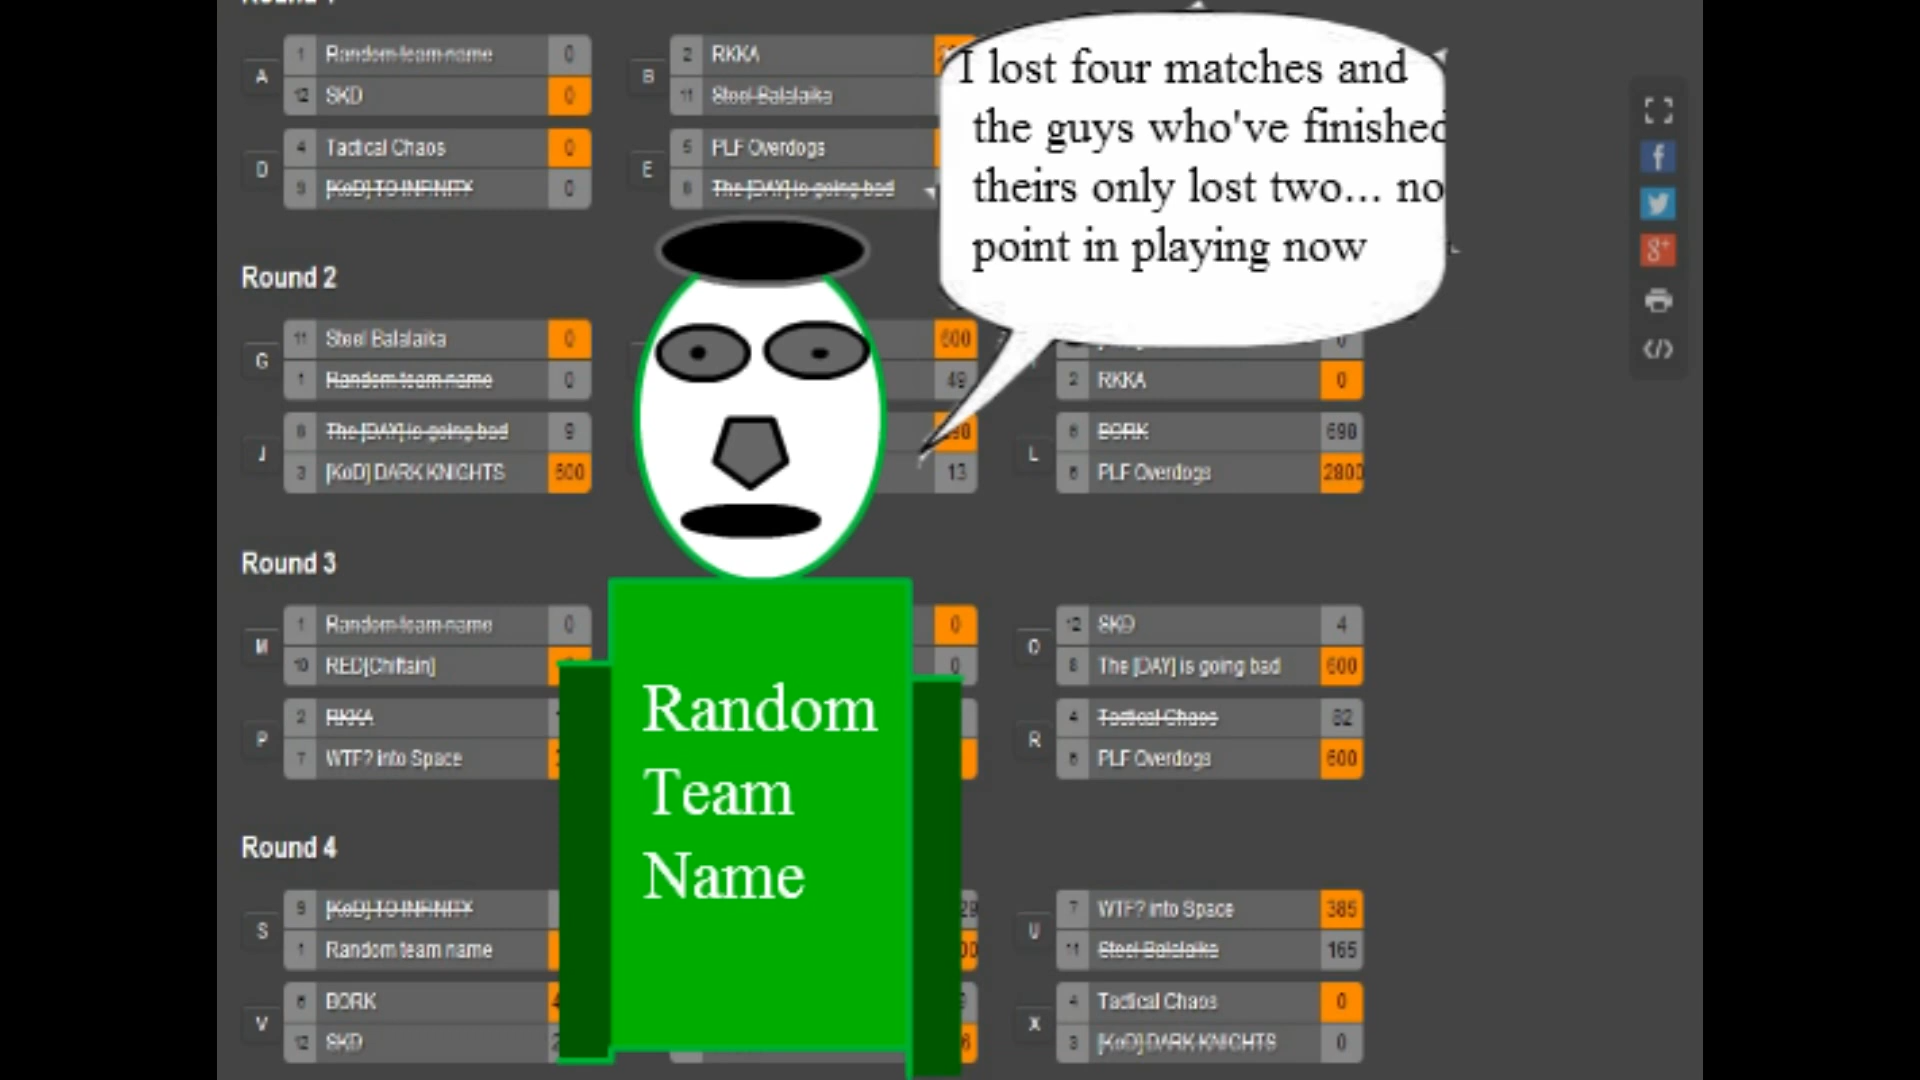 Round 1
A
1 Random team name 0
12 SKD 0
B
2 RKKA
11 Steel Balalaika
D
4 Tactical Chaos 0
9 [KoD] TO INFINITY 0
E
5 PLF Overdogs
8 The [DAY] is going bad
I lost four matches and
the guys who've finished
theirs only lost two... no
point in playing now
Round 2
G
11 Steel Balalaika 0
1 Random team name 0
600
49
0
2 RKKA 0
J
8 The [DAY] is going bad 9
3 [KoD] DARK KNIGHTS 600
13
L
6 BORK 698
5 PLF Overdogs 2800
Round 3
M
1 Random team name 0
10 RED[Chiftain]
0
0
O
12 SKD 4
8 The [DAY] is going bad 600
P
2 RKKA
7 WTF? into Space
R
4 Tactical Chaos 82
5 PLF Overdogs 600
Random
Team
Name
Round 4
S
9 [KoD] TO INFINITY
1 Random team name
U
7 WTF? into Space 385
11 Steel Balalaika 165
V
6 BORK
12 SKD
X
4 Tactical Chaos 0
3 [KoD] DARK KNIGHTS 0
f
g+
</>